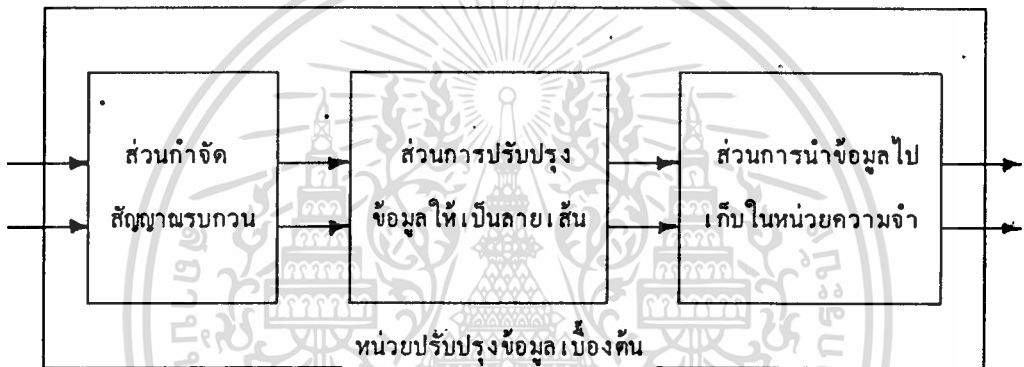 ส่วนกำจัด
สัญญาณรบกวน
ส่วนการปรับปรุง
ข้อมูลให้เป็นลายเส้น
ส่วนการนำข้อมูลไป
เก็บในหน่วยความจำ
หน่วยปรับปรุงข้อมูลเบื้องต้น